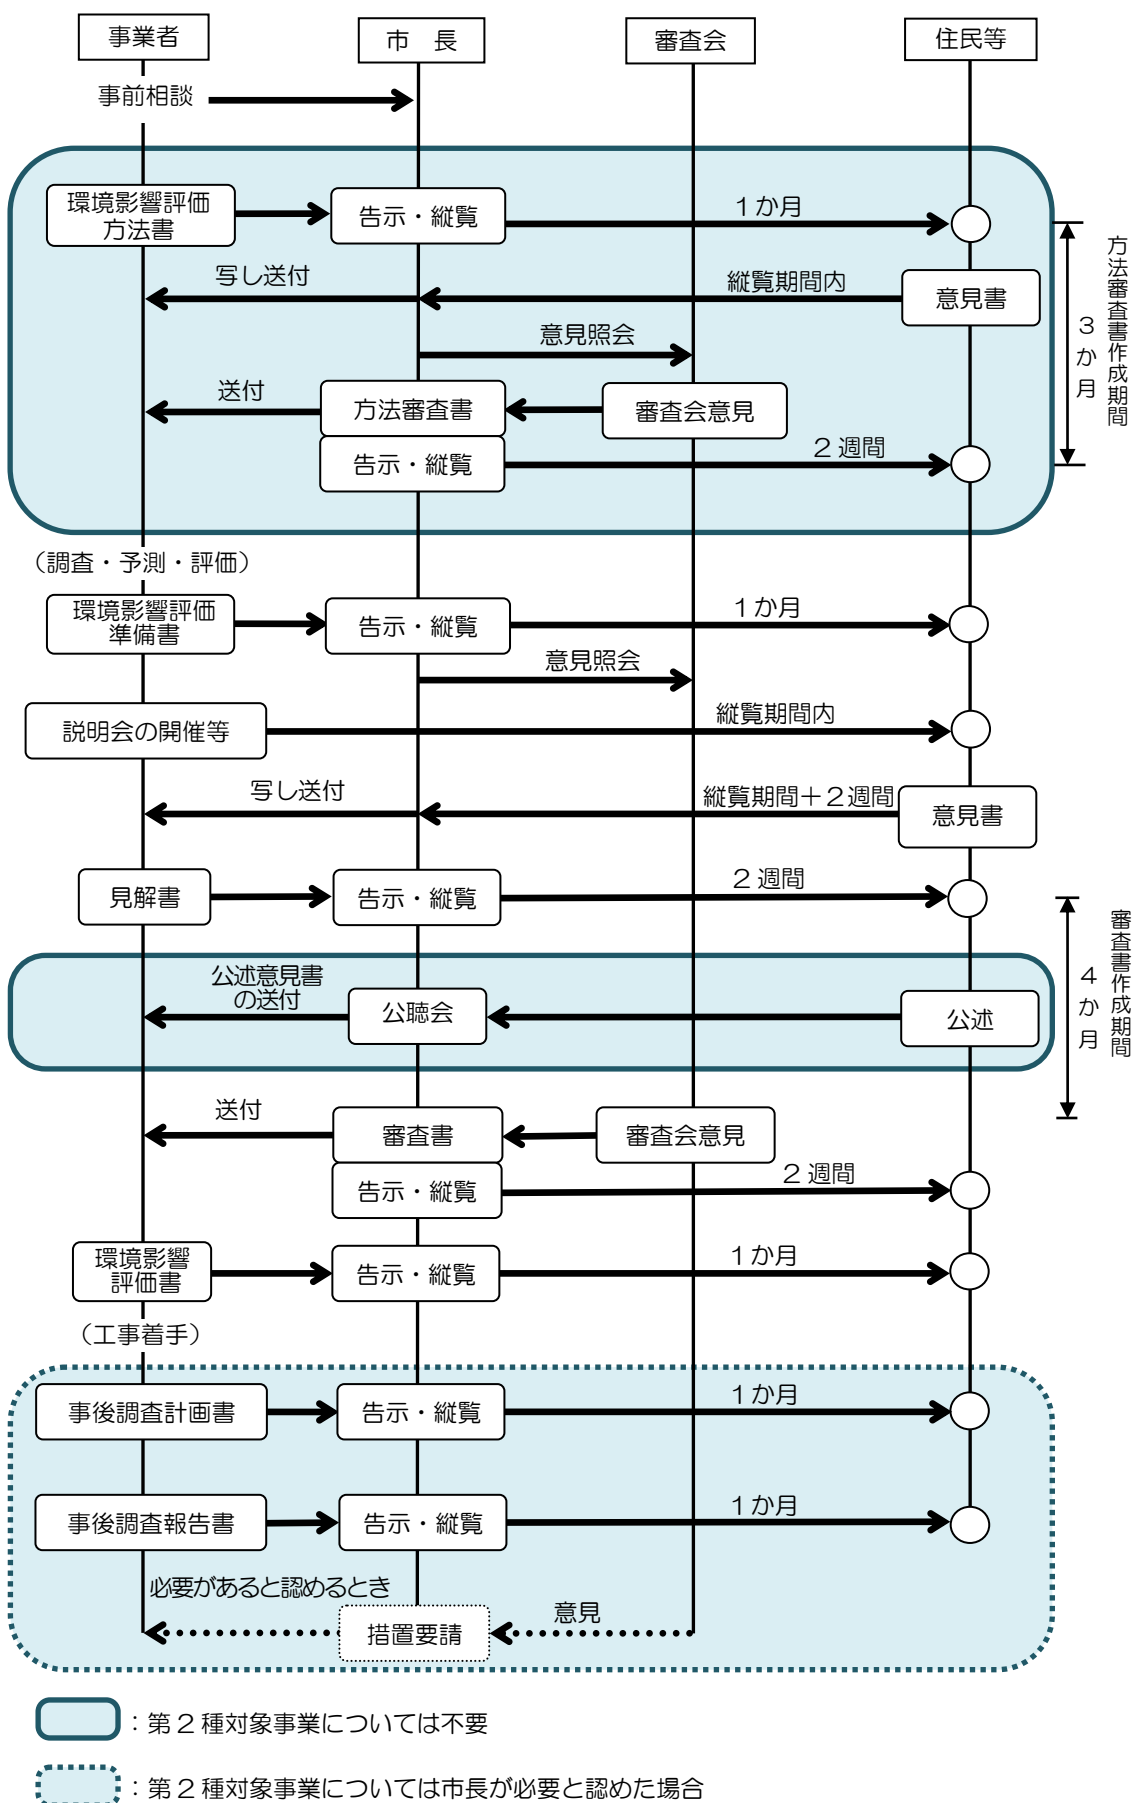 事業者
市　長
審査会
住民等
事前相談
環境影響評価
方法書
告示・縦覧
1か月
写し送付
縦覧期間内
意見書
意見照会
送付
方法審査書
審査会意見
告示・縦覧
2週間
3か月
方法審査書作成期間
（調査・予測・評価）
環境影響評価
準備書
告示・縦覧
1か月
意見照会
説明会の開催等
縦覧期間内
写し送付
縦覧期間＋2週間
意見書
見解書
告示・縦覧
2週間
公述意見書
の送付
公聴会
公述
4か月
審査書作成期間
送付
審査書
審査会意見
告示・縦覧
2週間
環境影響
評価書
告示・縦覧
1か月
（工事着手）
事後調査計画書
告示・縦覧
1か月
事後調査報告書
告示・縦覧
1か月
必要があると認めるとき
措置要請
意見
：第2種対象事業については不要
：第2種対象事業については市長が必要と認めた場合